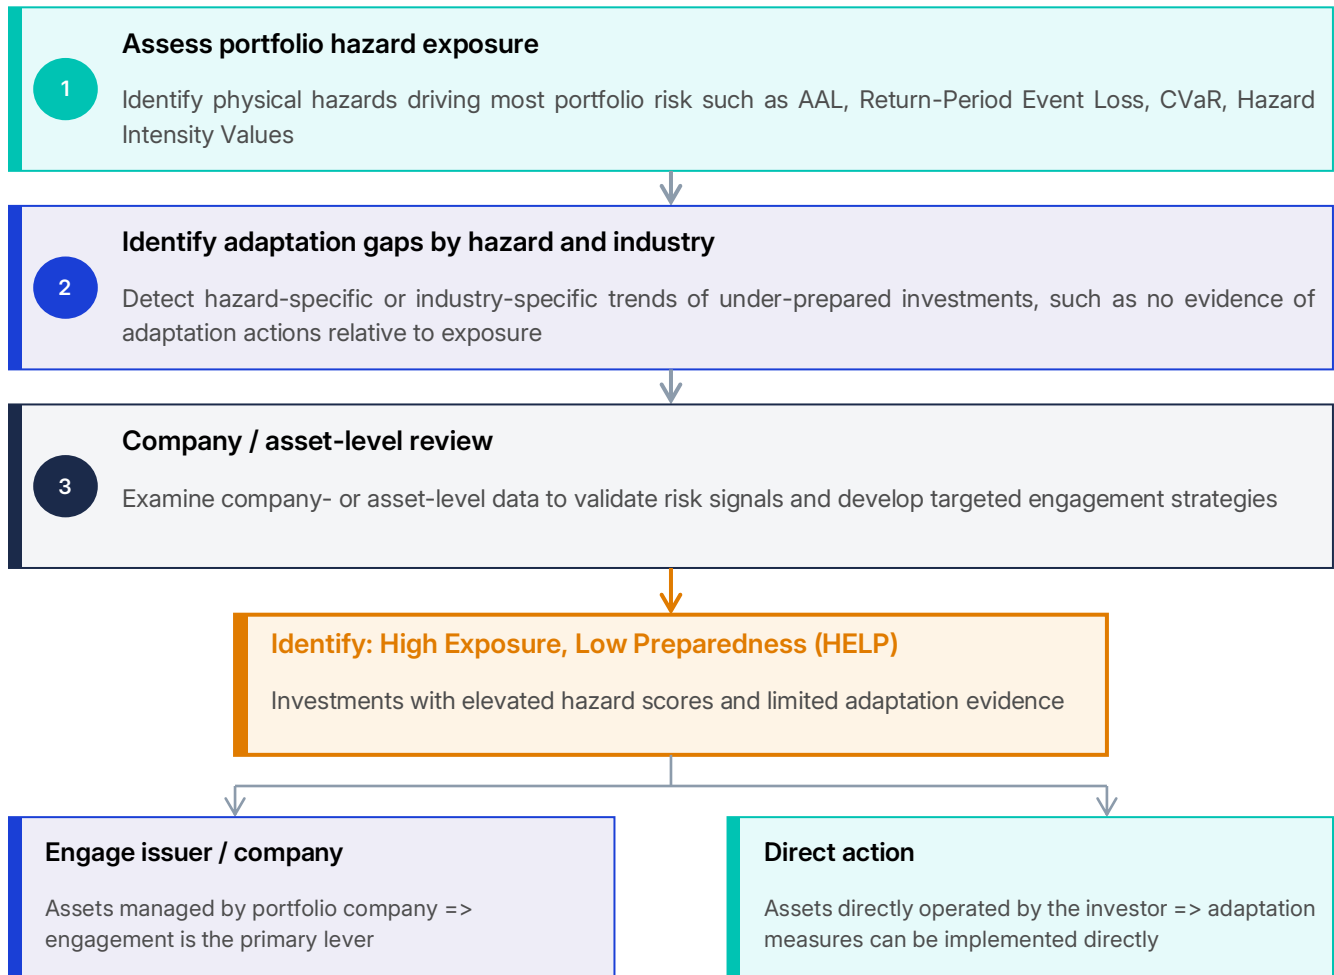 Assess portfolio hazard exposure
1
Identify physical hazards driving most portfolio risk such as AAL, Return-Period Event Loss, CVaR, Hazard
Intensity Values
Identify adaptation gaps by hazard and industry
2
Detect hazard-specific or industry-specific trends of under-prepared investments, such as no evidence of
adaptation actions relative to exposure
Company / asset-level review
3
Examine company- or asset-level data to validate risk signals and develop targeted engagement strategies
Identify: High Exposure, Low Preparedness (HELP)
Investments with elevated hazard scores and limited adaptation evidence
Engage issuer / company
Assets managed by portfolio company =>
engagement is the primary lever
Direct action
Assets directly operated by the investor => adaptation
measures can be implemented directly